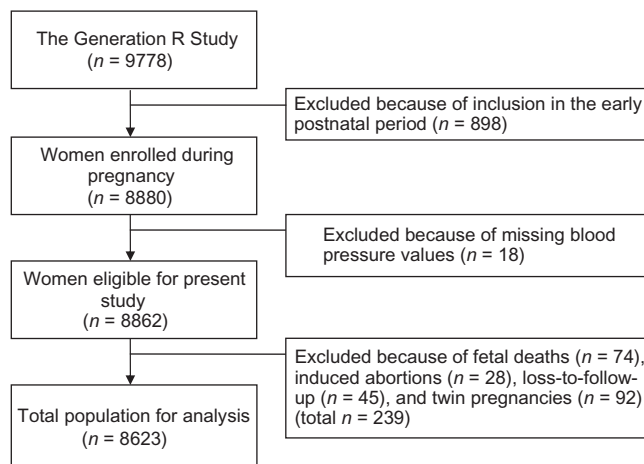 The Generation R Study
(n = 9778)
Excluded because of inclusion in the early
postnatal period (n = 898)
Women enrolled during
pregnancy
(n = 8880)
Excluded because of missing blood
pressure values (n = 18)
Women eligible for present
study
(n = 8862)
Excluded because of fetal deaths (n = 74),
induced abortions (n = 28), loss-to-follow-
up (n = 45), and twin pregnancies (n = 92)
(total n = 239)
Total population for analysis
(n = 8623)